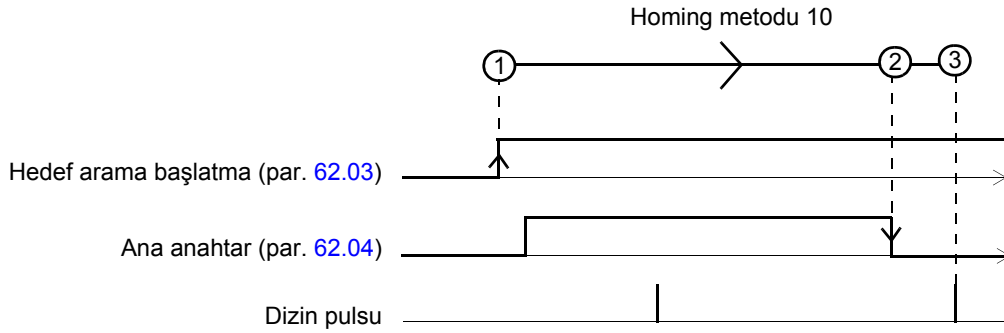 Homing metodu 10
1 2 3
Hedef arama başlatma (par. 62.03)
Ana anahtar (par. 62.04)
Dizin pulsu